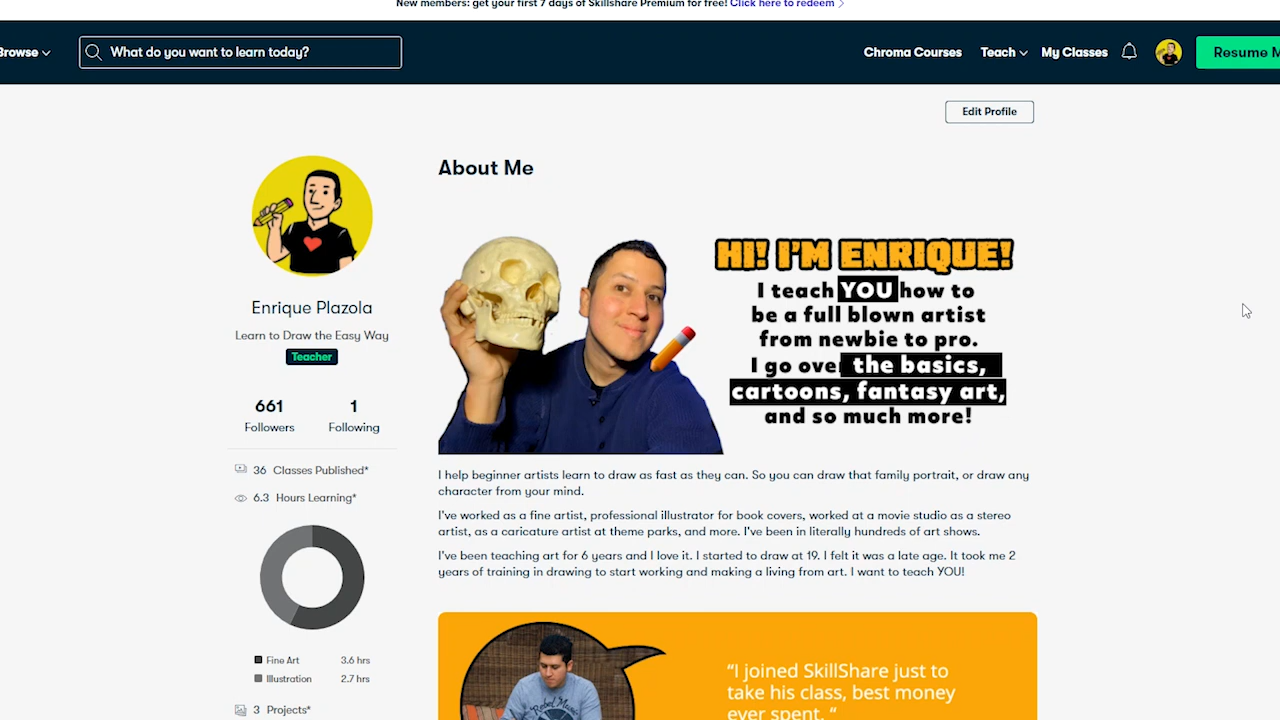 New members: get your first 7 days of Skillshare Premium for free! Click here to redeem
Browse
What do you want to learn today?
Chroma Courses
Teach
My Classes
Resume M
Edit Profile
About Me
HI! I'M ENRIQUE!
I teach YOU how to
be a full blown artist
from newbie to pro.
I go over the basics,
cartoons, fantasy art,
and so much more!
Enrique Plazola
Learn to Draw the Easy Way
Teacher
661
Followers
1
Following
36 Classes Published*
6.3 Hours Learning*
Fine Art 3.6 hrs
Illustration 2.7 hrs
3 Projects*
I help beginner artists learn to draw as fast as they can. So you can draw that family portrait, or draw any
character from your mind.
I've worked as a fine artist, professional illustrator for book covers, worked at a movie studio as a stereo
artist, as a caricature artist at theme parks, and more. I've been in literally hundreds of art shows.
I've been teaching art for 6 years and I love it. I started to draw at 19. I felt it was a late age. It took me 2
years of training in drawing to start working and making a living from art. I want to teach YOU!
“I joined SkillShare just to
take his class, best money
ever spent. “